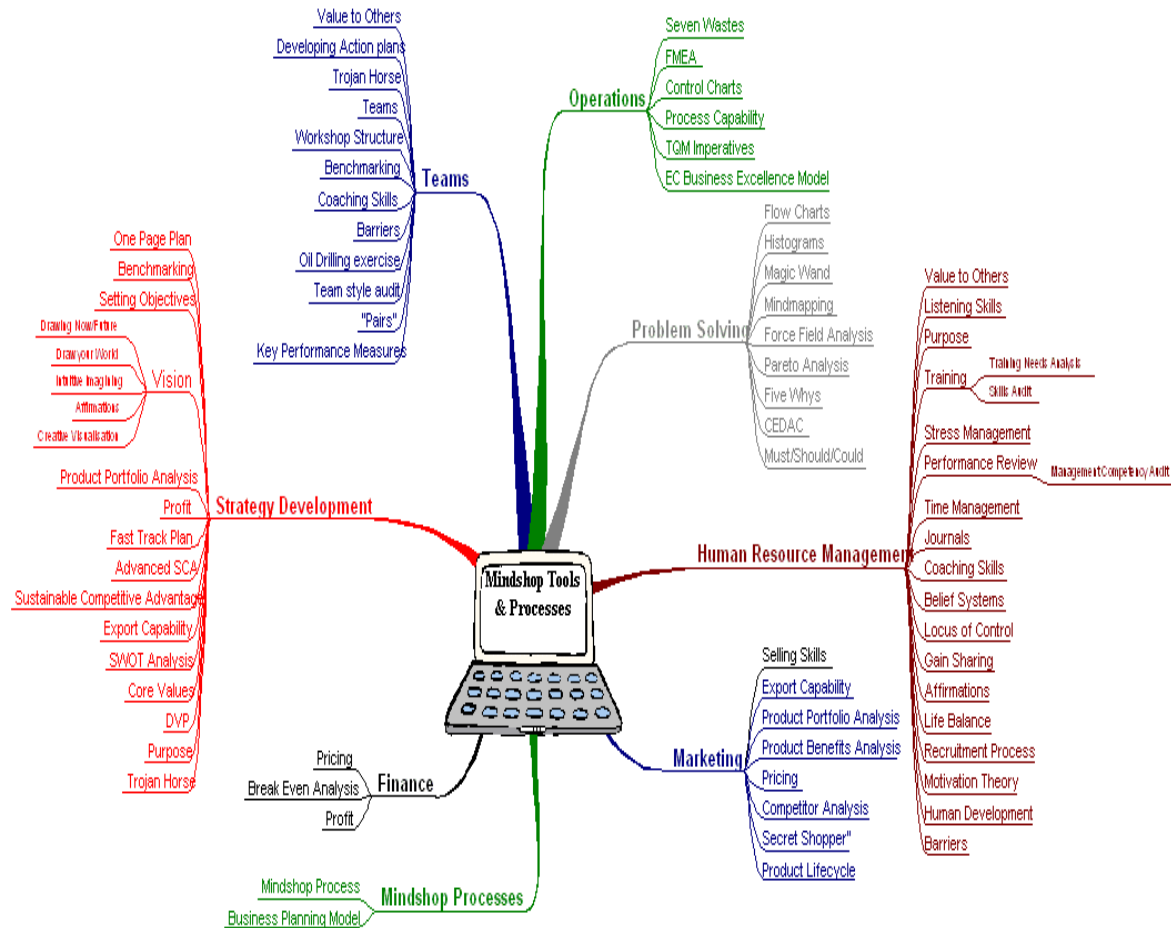 Mindshop Tools
& Processes
Teams
Value to Others
Developing Action plans
Trojan Horse
Teams
Workshop Structure
Benchmarking
Coaching Skills
Barriers
Oil Drilling exercise
Team style audit
"Pairs"
Key Performance Measures
Operations
Seven Wastes
FMEA
Control Charts
Process Capability
TQM Imperatives
EC Business Excellence Model
Problem Solving
Flow Charts
Histograms
Magic Wand
Mindmapping
Force Field Analysis
Pareto Analysis
Five Whys
CEDAC
Must/Should/Could
Human Resource Management
Value to Others
Listening Skills
Purpose
Training
Training Needs Analysis
Skills Audit
Stress Management
Performance Review
Management Competency Audit
Time Management
Journals
Coaching Skills
Belief Systems
Locus of Control
Gain Sharing
Affirmations
Life Balance
Recruitment Process
Motivation Theory
Human Development
Barriers
Strategy Development
One Page Plan
Benchmarking
Setting Objectives
Vision
Drawing Now/Future
Draw your World
Intuitive Imagining
Affirmations
Creative Visualisation
Product Portfolio Analysis
Profit
Fast Track Plan
Advanced SCA
Sustainable Competitive Advantage
Export Capability
SWOT Analysis
Core Values
DVP
Purpose
Trojan Horse
Marketing
Selling Skills
Export Capability
Product Portfolio Analysis
Product Benefits Analysis
Pricing
Competitor Analysis
Secret Shopper"
Product Lifecycle
Finance
Pricing
Break Even Analysis
Profit
Mindshop Processes
Mindshop Process
Business Planning Model